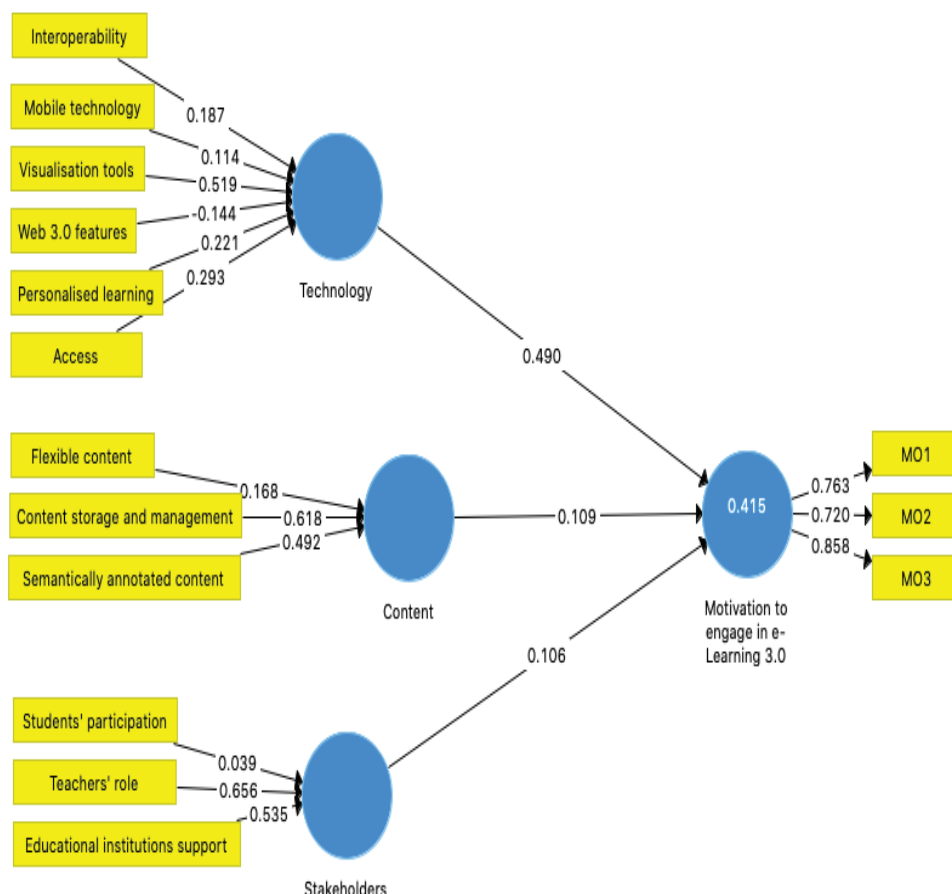 Interoperability
0.187
Mobile technology
0.114
Visualisation tools
0.519
Web 3.0 features
-0.144
0.221
Personalised learning
0.293
Access
Technology
0.490
Flexible content
0.168
Content storage and management
0.618
0.492
Semantically annotated content
Content
0.109
0.415
Motivation to
engage in e-
Learning 3.0
0.763
MO1
0.720
MO2
0.858
MO3
0.106
Students' participation
0.039
Teachers' role
0.656
0.535
Educational institutions support
Stakeholders